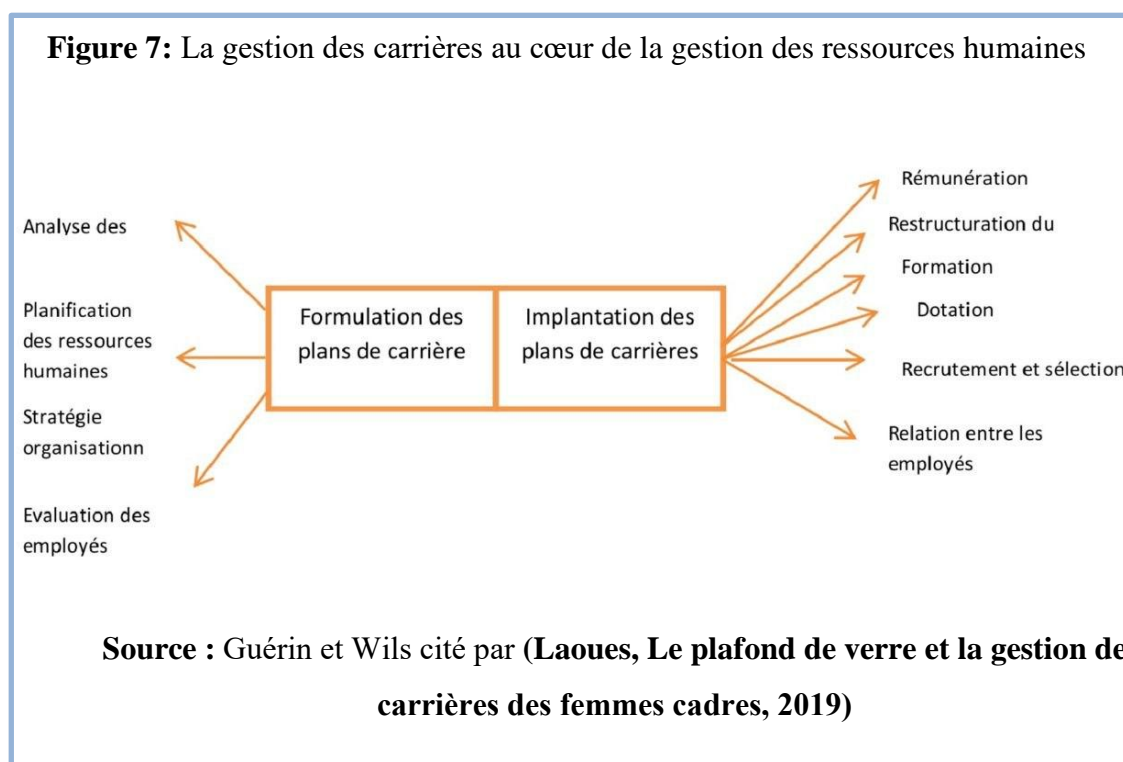 Figure 7: La gestion des carrières au cœur de la gestion des ressources humaines
Analyse des
Planification
des ressources
humaines
Stratégie
organisationn
Evaluation des
employés
Formulation des
plans de carrière
Implantation des
plans de carrières
Rémunération
Restructuration du
Formation
Dotation
Recrutement et sélection
Relation entre les
employés
Source : Guérin et Wils cité par (Laoues, Le plafond de verre et la gestion de
carrières des femmes cadres, 2019)